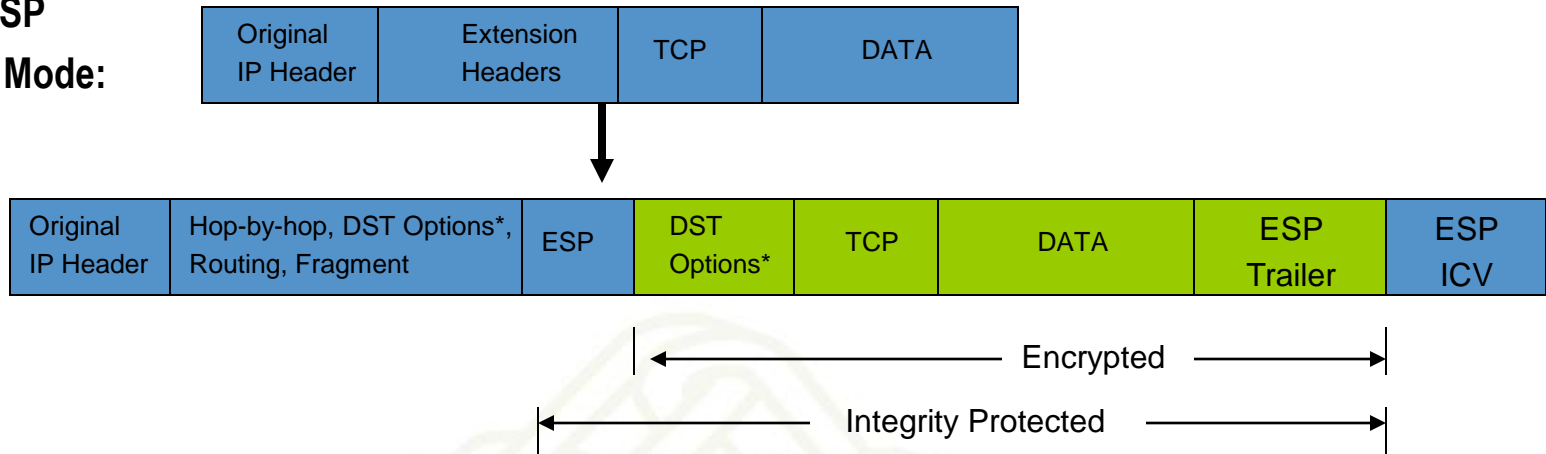 SP
Mode:
Original
IP Header
Extension
Headers
TCP
DATA
Original
IP Header
Hop-by-hop, DST Options*,
Routing, Fragment
ESP
DST
Options*
TCP
DATA
ESP
Trailer
ESP
ICV
Encrypted
Integrity Protected